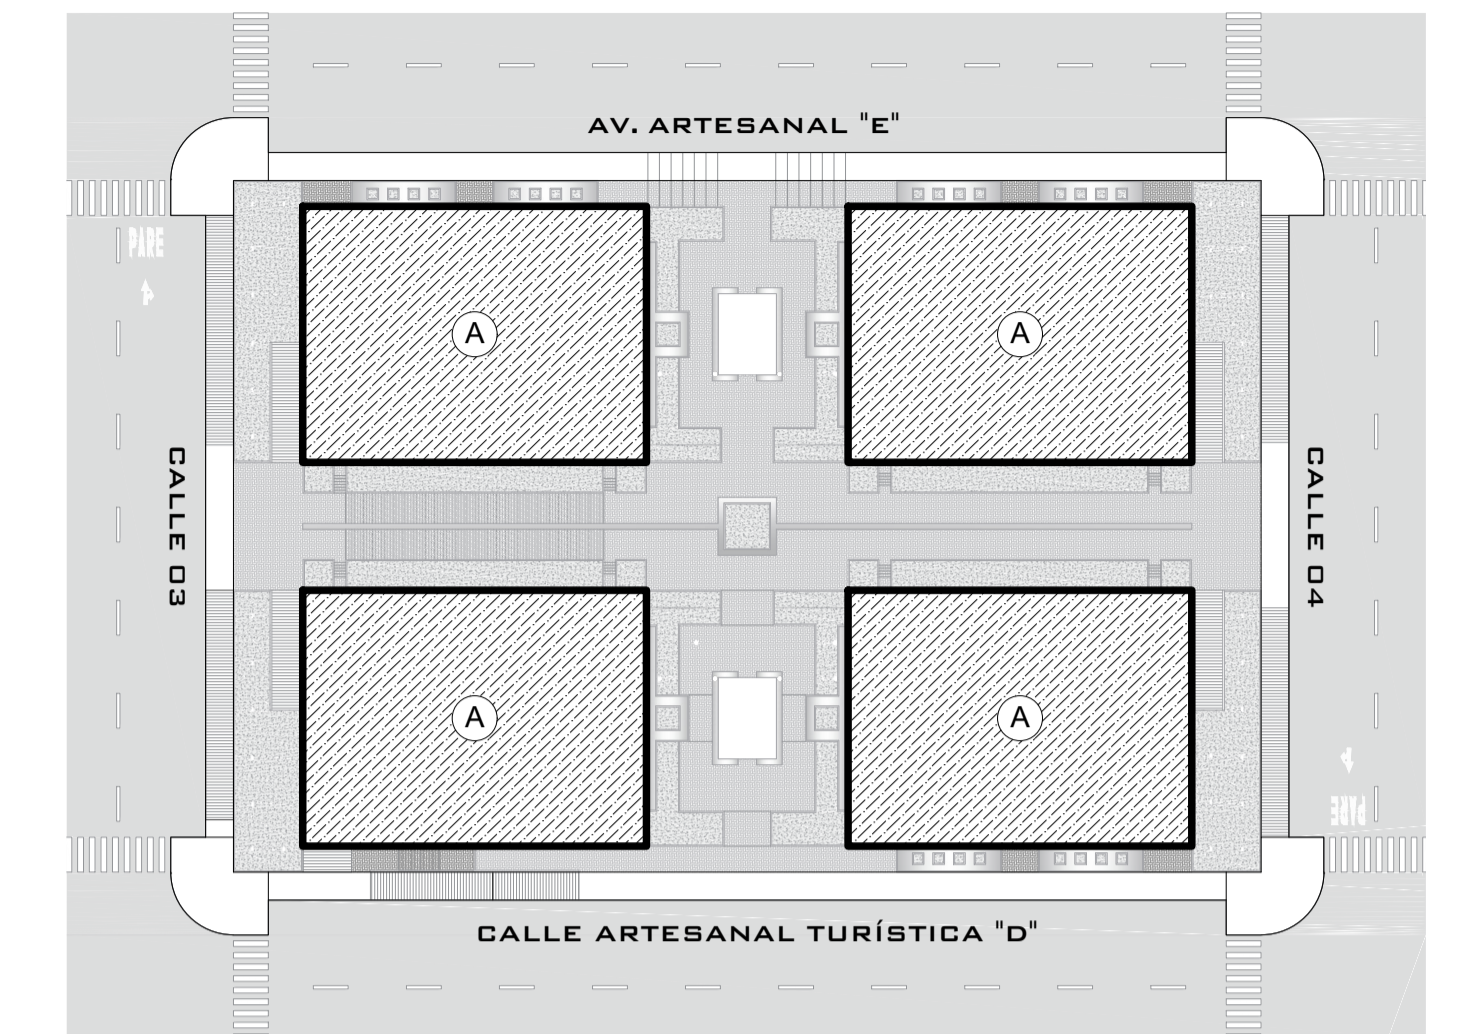 AV. ARTESANAL "E"
PARE
A
A
CALLE 03
CALLE 04
A
A
PARE
CALLE ARTESANAL TURÍSTICA "D"